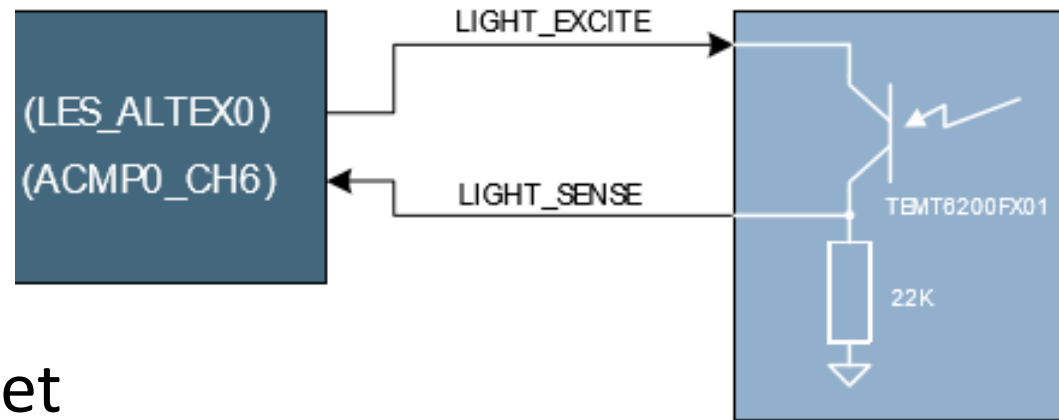 LIGHT_EXCITE
(LES_ALTEX0)
(ACMP0_CH6)
LIGHT_SENSE
TEMT6200FX01
22K
et